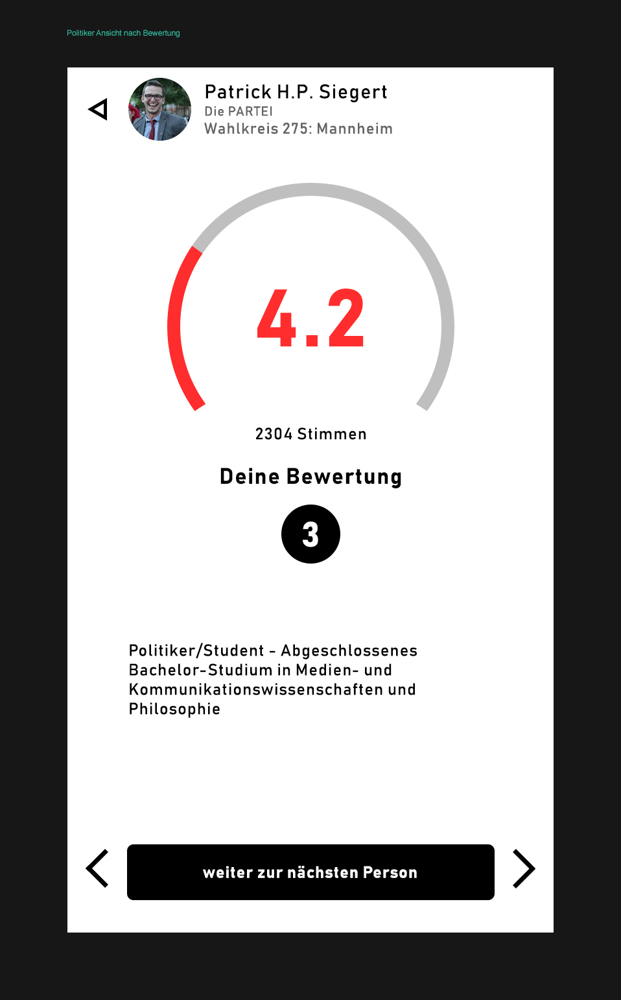 Politiker Ansicht nach Bewertung
Patrick H.P. Siegert
Die PARTEI
Wahlkreis 275: Mannheim
4.2
2304 Stimmen
Deine Bewertung
3
Politiker/Student - Abgeschlossenes
Bachelor-Studium in Medien- und
Kommunikationswissenschaften und
Philosophie
weiter zur nächsten Person